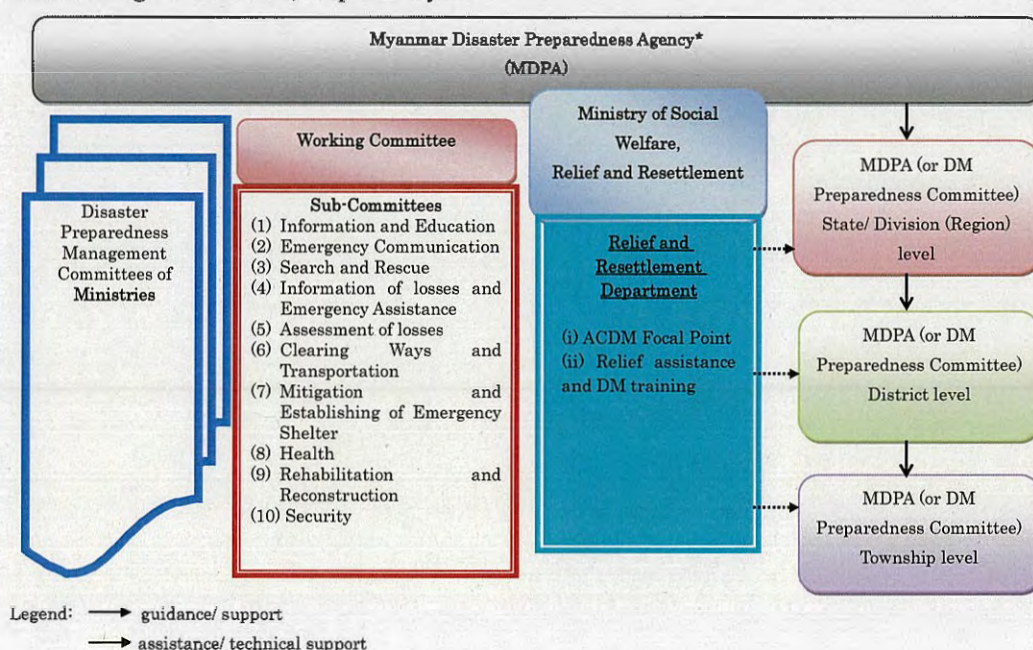 Myanmar Disaster Preparedness Agency*
(MDPA)
Disaster
Preparedness
Management
Committees of
Ministries
Working Committee
Sub-Committees
(1) Information and Education
(2) Emergency Communication
(3) Search and Rescue
(4) Information of losses and
Emergency Assistance
(5) Assessment of losses
(6) Clearing Ways and
Transportation
(7) Mitigation and
Establishing of Emergency
Shelter
(8) Health
(9) Rehabilitation and
Reconstruction
(10) Security
Ministry of Social
Welfare,
Relief and Resettlement
Relief and
Resettlement
Department
(i) ACDM Focal Point
(ii) Relief assistance
and DM training
MDPA (or DM
Preparedness Committee)
State/ Division (Region)
level
MDPA (or DM
Preparedness Committee)
District level
MDPA (or DM
Preparedness Committee)
Township level
Legend:
guidance/ support
assistance/ technical support